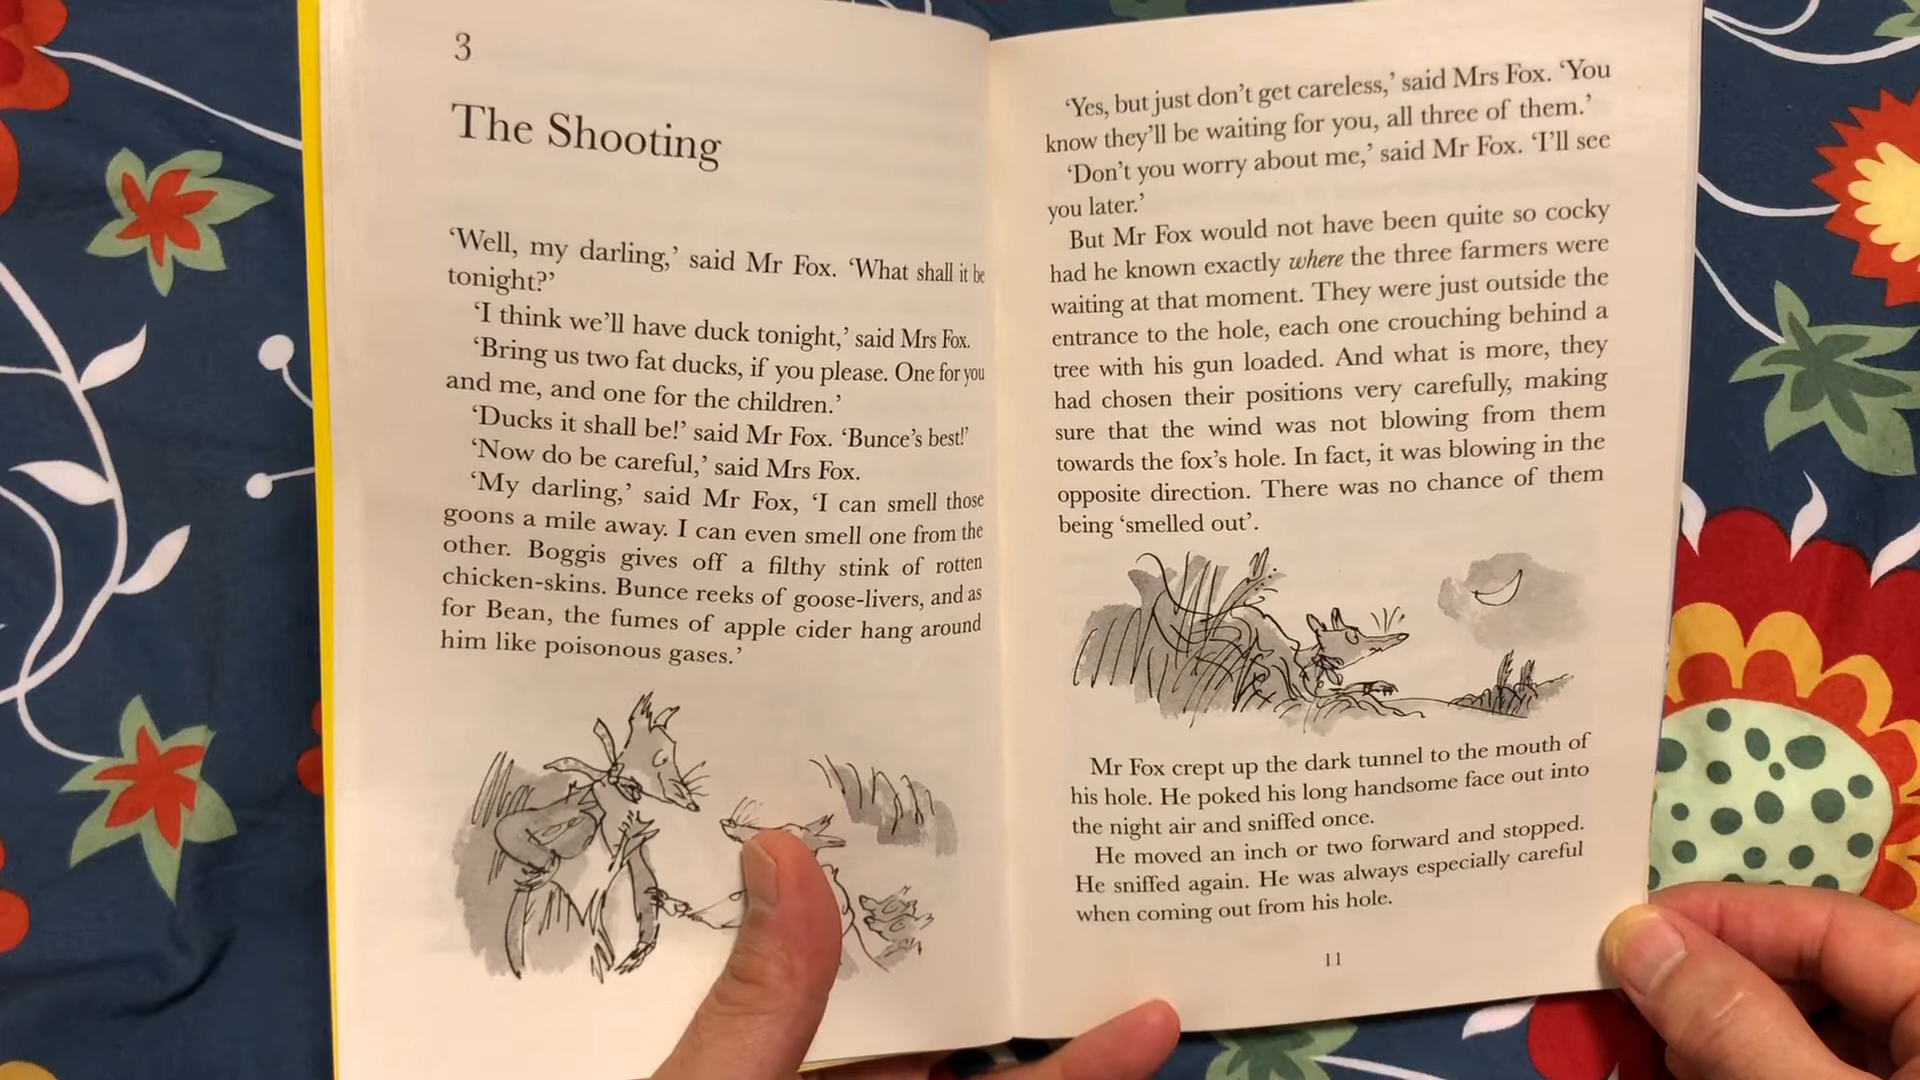 3
The Shooting
‘Well, my darling,’ said Mr Fox. ‘What shall it be
tonight?’
‘I think we’ll have duck tonight,’ said Mrs Fox.
‘Bring us two fat ducks, if you please. One for you
and me, and one for the children.’
‘Ducks it shall be!’ said Mr Fox. ‘Bunce’s best!’
‘Now do be careful,’ said Mrs Fox.
‘My darling,’ said Mr Fox, ‘I can smell those
goons a mile away. I can even smell one from the
other. Boggis gives off a filthy stink of rotten
chicken-skins. Bunce reeks of goose-livers, and as
for Bean, the fumes of apple cider hang around
him like poisonous gases.’
‘Yes, but just don’t get careless,’ said Mrs Fox. ‘You
know they’ll be waiting for you, all three of them.’
‘Don’t you worry about me,’ said Mr Fox. ‘I’ll see
you later.’
But Mr Fox would not have been quite so cocky
had he known exactly where the three farmers were
waiting at that moment. They were just outside the
entrance to the hole, each one crouching behind a
tree with his gun loaded. And what is more, they
had chosen their positions very carefully, making
sure that the wind was not blowing from them
towards the fox’s hole. In fact, it was blowing in the
opposite direction. There was no chance of them
being ‘smelled out’.
Mr Fox crept up the dark tunnel to the mouth of
his hole. He poked his long handsome face out into
the night air and sniffed once.
He moved an inch or two forward and stopped.
He sniffed again. He was always especially careful
when coming out from his hole.
11